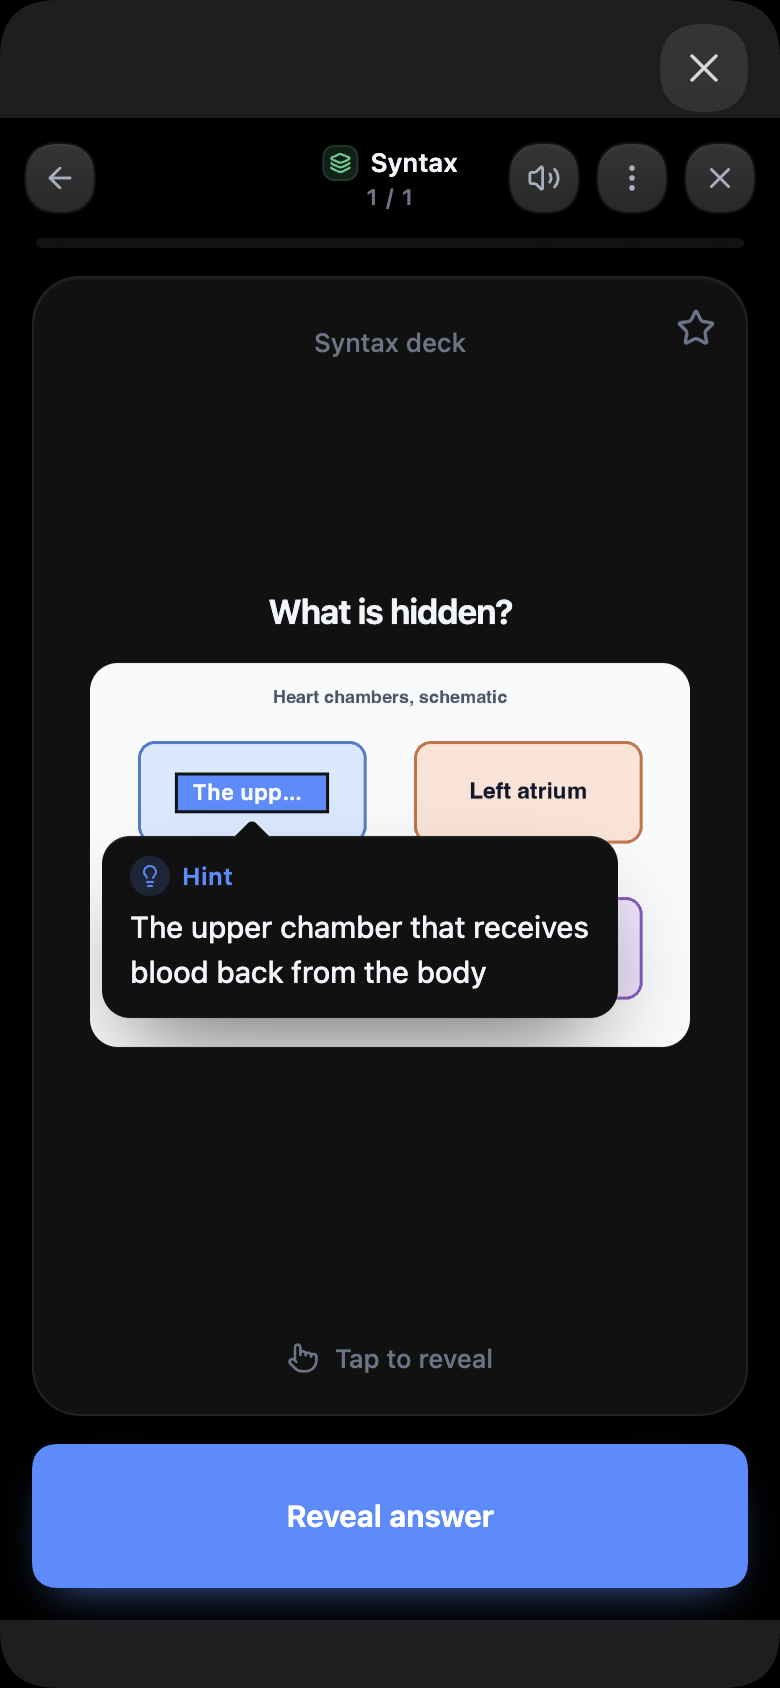 Syntax
1 / 1
Syntax deck
What is hidden?
Heart chambers, schematic
The upp...
Left atrium
Hint
The upper chamber that receives
blood back from the body
Tap to reveal
Reveal answer